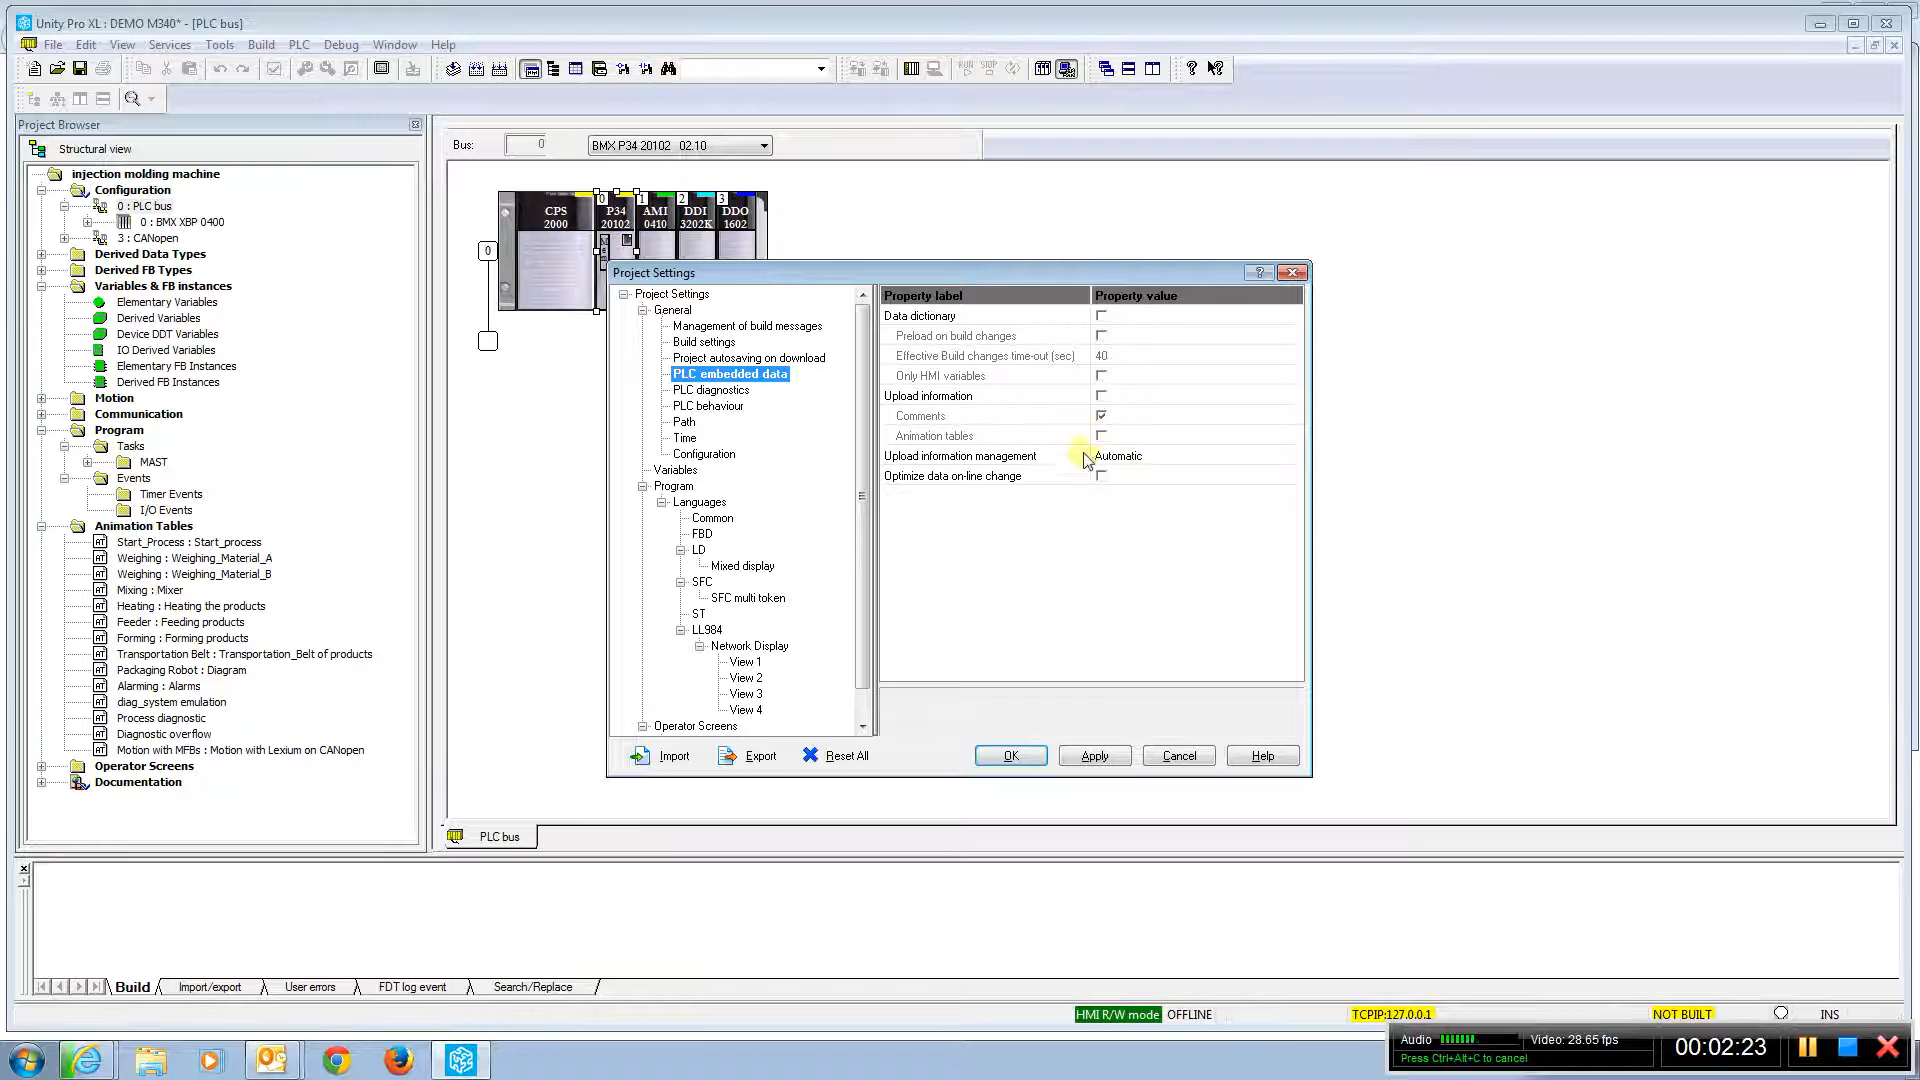 Unity Pro XL : DEMO M340* - [PLC bus]
File Edit View Services Tools Build PLC Debug Window Help
RUN STOP
Project Browser
Structural view
injection molding machine
Configuration
0 : PLC bus
0 : BMX XBP 0400
3 : CANopen
Derived Data Types
Derived FB Types
Variables & FB instances
Elementary Variables
Derived Variables
Device DDT Variables
IO Derived Variables
Elementary FB Instances
Derived FB Instances
Motion
Communication
Program
Tasks
MAST
Events
Timer Events
I/O Events
Animation Tables
Start_Process : Start_process
Weighing : Weighing_Material_A
Weighing : Weighing_Material_B
Mixing : Mixer
Heating : Heating the products
Feeder : Feeding products
Forming : Forming products
Transportation Belt : Transportation_Belt of products
Packaging Robot : Diagram
Alarming : Alarms
diag_system emulation
Process diagnostic
Diagnostic overflow
Motion with MFBs : Motion with Lexium on CANopen
Operator Screens
Documentation
Bus: 0 BMX P34 20102 02.10
0 1 2 3
CPS 2000
P34 20102
AMI 0410
DDI 3202K
DDO 1602
0
Project Settings
Project Settings
General
Management of build messages
Build settings
Project autosaving on download
PLC embedded data
PLC diagnostics
PLC behaviour
Path
Time
Configuration
Variables
Program
Languages
Common
FBD
LD
Mixed display
SFC
SFC multi token
ST
LL984
Network Display
View 1
View 2
View 3
View 4
Operator Screens
Property label Property value
Data dictionary
Preload on build changes
Effective Build changes time-out (sec) 40
Only HMI variables
Upload information
Comments
Animation tables
Upload information management Automatic
Optimize data on-line change
Import Export Reset All OK Apply Cancel Help
PLC bus
Build Import/export User errors FDT log event Search/Replace
HMI R/W mode OFFLINE TCPIP:127.0.0.1 NOT BUILT INS
Audio Video: 28.65 fps
Press Ctrl+Alt+C to cancel
00:02:23